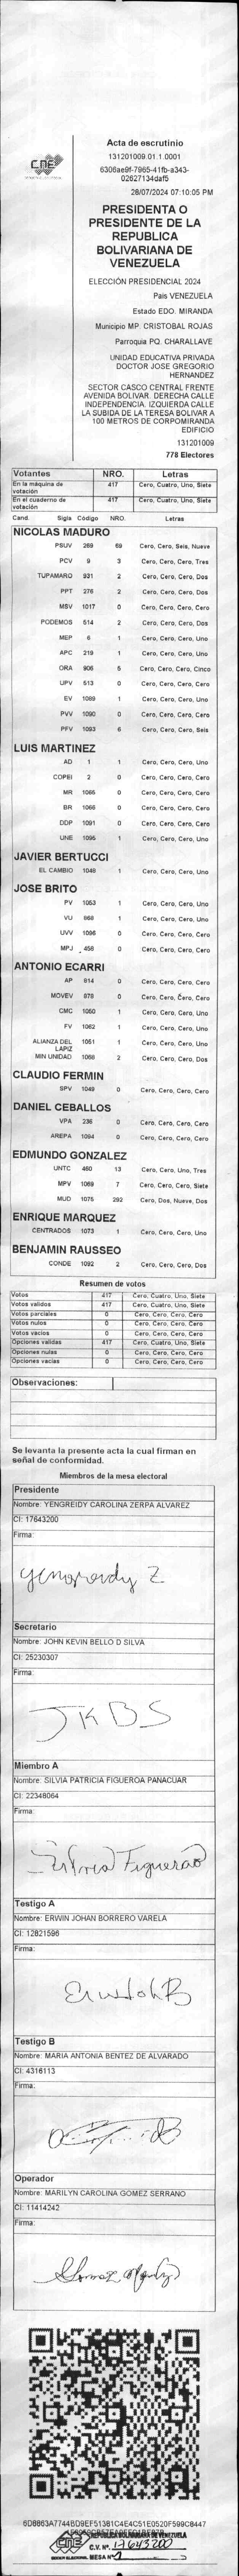 CNE
Acta de escrutinio
131201009.01.1.0001
6306ae9f-7965-41fb-a343-
02627134daf5
28/07/2024 07:10:05 PM
PRESIDENTA O
PRESIDENTE DE LA
REPUBLICA
BOLIVARIANA DE
VENEZUELA
ELECCIÓN PRESIDENCIAL 2024
País VENEZUELA
Estado EDO. MIRANDA
Municipio MP. CRISTOBAL ROJAS
Parroquia PQ. CHARALLAVE
UNIDAD EDUCATIVA PRIVADA
DOCTOR JOSE GREGORIO
HERNANDEZ
SECTOR CASCO CENTRAL FRENTE
AVENIDA BOLIVAR. DERECHA CALLE
INDEPENDENCIA. IZQUIERDA CALLE
LA SUBIDA DE LA TERESA BOLIVAR A
100 METROS DE CORPOMIRANDA
EDIFICIO
131201009
778 Electores
Votantes NRO. Letras
En la máquina de votación 417 Cero, Cuatro, Uno, Siete
En el cuaderno de votación 417 Cero, Cuatro, Uno, Siete
Cand. Sigla Código NRO. Letras
NICOLAS MADURO
PSUV 269 69 Cero, Cero, Seis, Nueve
PCV 9 3 Cero, Cero, Cero, Tres
TUPAMARO 931 2 Cero, Cero, Cero, Dos
PPT 276 2 Cero, Cero, Cero, Dos
MSV 1017 0 Cero, Cero, Cero, Cero
PODEMOS 514 2 Cero, Cero, Cero, Dos
MEP 6 1 Cero, Cero, Cero, Uno
APC 219 1 Cero, Cero, Cero, Uno
ORA 906 5 Cero, Cero, Cero, Cinco
UPV 513 0 Cero, Cero, Cero, Cero
EV 1089 1 Cero, Cero, Cero, Uno
PVV 1090 0 Cero, Cero, Cero, Cero
PFV 1093 6 Cero, Cero, Cero, Seis
LUIS MARTINEZ
AD 1 1 Cero, Cero, Cero, Uno
COPEI 2 0 Cero, Cero, Cero, Cero
MR 1065 0 Cero, Cero, Cero, Cero
BR 1066 0 Cero, Cero, Cero, Cero
DDP 1091 0 Cero, Cero, Cero, Cero
UNE 1095 1 Cero, Cero, Cero, Uno
JAVIER BERTUCCI
EL CAMBIO 1048 1 Cero, Cero, Cero, Uno
JOSE BRITO
PV 1053 1 Cero, Cero, Cero, Uno
VU 868 1 Cero, Cero, Cero, Uno
UVV 1096 0 Cero, Cero, Cero, Cero
MPJ 458 0 Cero, Cero, Cero, Cero
ANTONIO ECARRI
AP 814 0 Cero, Cero, Cero, Cero
MOVEV 878 0 Cero, Cero, Cero, Cero
CMC 1050 1 Cero, Cero, Cero, Uno
FV 1062 1 Cero, Cero, Cero, Uno
ALIANZA DEL LAPIZ 1051 1 Cero, Cero, Cero, Uno
MIN UNIDAD 1068 2 Cero, Cero, Cero, Dos
CLAUDIO FERMIN
SPV 1049 0 Cero, Cero, Cero, Cero
DANIEL CEBALLOS
VPA 236 0 Cero, Cero, Cero, Cero
AREPA 1094 0 Cero, Cero, Cero, Cero
EDMUNDO GONZALEZ
UNTC 460 13 Cero, Cero, Uno, Tres
MPV 1069 7 Cero, Cero, Cero, Siete
MUD 1075 292 Cero, Dos, Nueve, Dos
ENRIQUE MARQUEZ
CENTRADOS 1073 1 Cero, Cero, Cero, Uno
BENJAMIN RAUSSEO
CONDE 1092 2 Cero, Cero, Cero, Dos
Resumen de votos
Votos 417 Cero, Cuatro, Uno, Siete
Votos validos 417 Cero, Cuatro, Uno, Siete
Votos parciales 0 Cero, Cero, Cero, Cero
Votos nulos 0 Cero, Cero, Cero, Cero
Votos vacios 0 Cero, Cero, Cero, Cero
Opciones validas 417 Cero, Cuatro, Uno, Siete
Opciones nulas 0 Cero, Cero, Cero, Cero
Opciones vacias 0 Cero, Cero, Cero, Cero
Observaciones:
Se levanta la presente acta la cual firman en
señal de conformidad.
Miembros de la mesa electoral
Presidente
Nombre: YENGREIDY CAROLINA ZERPA ALVAREZ
CI: 17643200
Firma:
Yengreidy Z
Secretario
Nombre: JOHN KEVIN BELLO D SILVA
CI: 25230307
Firma:
JKBS
Miembro A
Nombre: SILVIA PATRICIA FIGUEROA PANACUAR
CI: 22348064
Firma:
Silvia Figueroa
Testigo A
Nombre: ERWIN JOHAN BORRERO VARELA
CI: 12821596
Firma:
Testigo B
Nombre: MARIA ANTONIA BENTEZ DE ALVARADO
CI: 4316113
Firma:
Operador
Nombre: MARILYN CAROLINA GOMEZ SERRANO
CI: 11414242
Firma:
6D8863A7744BD9EF51381C4E4C51E0520F599C8447
REPUBLICA BOLIVARIANA DE VENEZUELA
CNE C.V. Nº. 17643200
MESA Nº 1